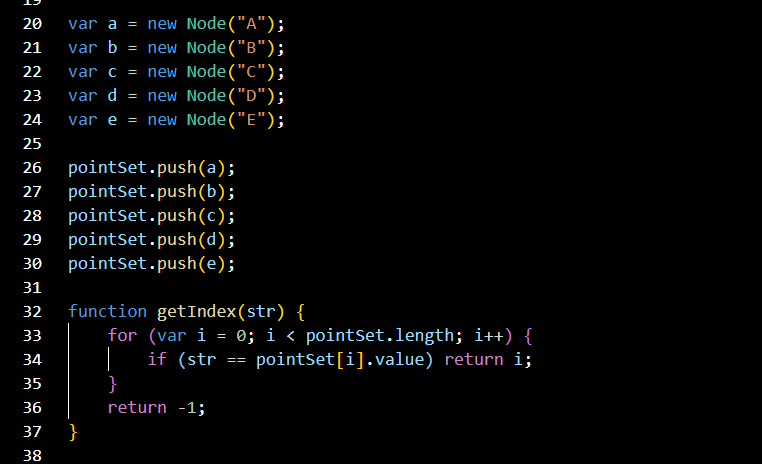 19
20 var a = new Node("A");
21 var b = new Node("B");
22 var c = new Node("C");
23 var d = new Node("D");
24 var e = new Node("E");
25
26 pointSet.push(a);
27 pointSet.push(b);
28 pointSet.push(c);
29 pointSet.push(d);
30 pointSet.push(e);
31
32 function getIndex(str) {
33     for (var i = 0; i < pointSet.length; i++) {
34         if (str == pointSet[i].value) return i;
35     }
36     return -1;
37 }
38